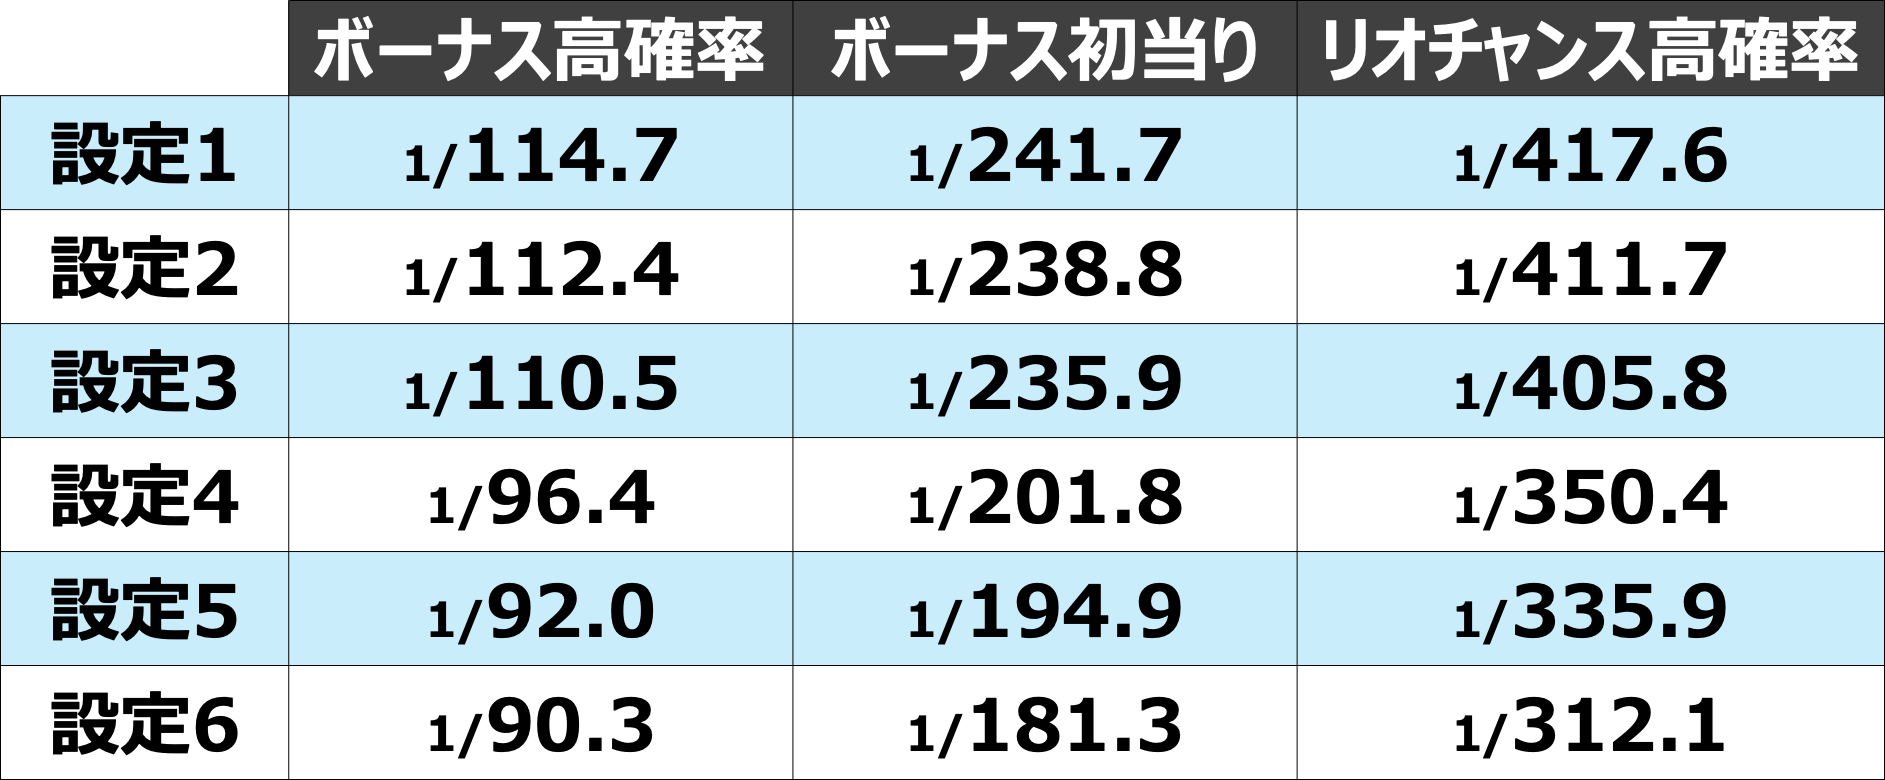 ボーナス高確率 ボーナス初当り リオチャンス高確率
設定1 1/114.7 1/241.7 1/417.6
設定2 1/112.4 1/238.8 1/411.7
設定3 1/110.5 1/235.9 1/405.8
設定4 1/96.4 1/201.8 1/350.4
設定5 1/92.0 1/194.9 1/335.9
設定6 1/90.3 1/181.3 1/312.1